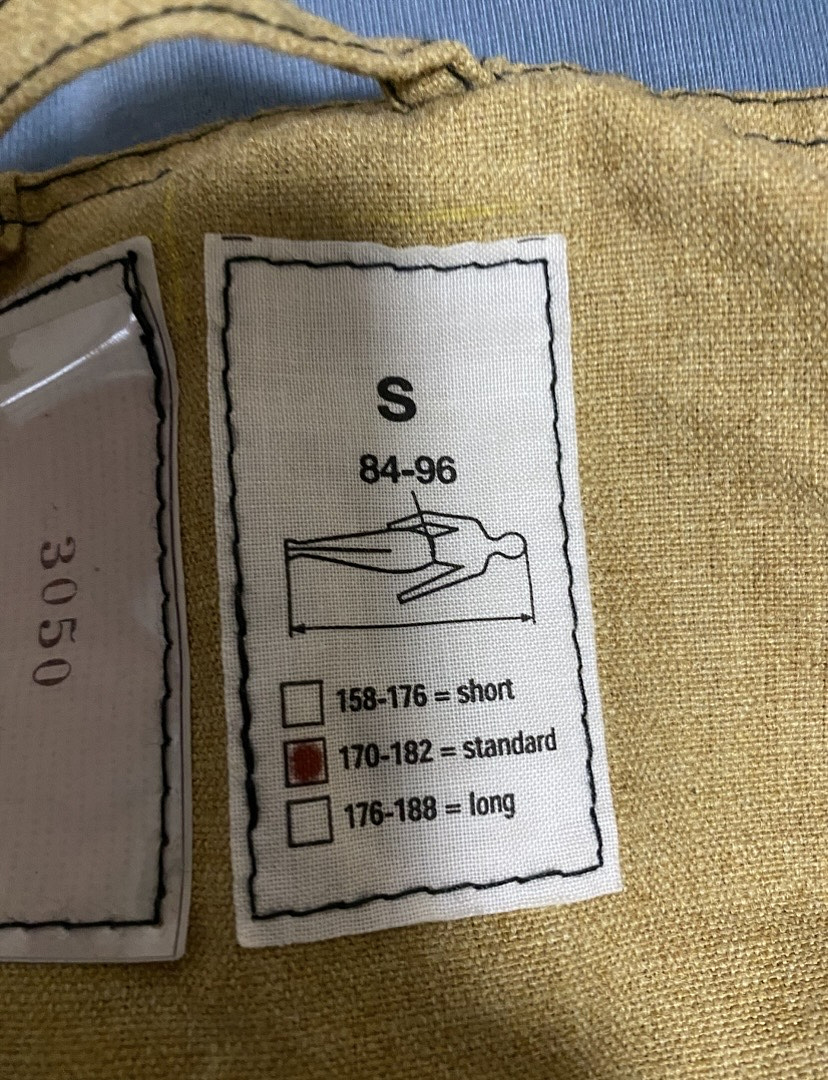 3050
S
84-96
158-176 = short
170-182 = standard
176-188 = long